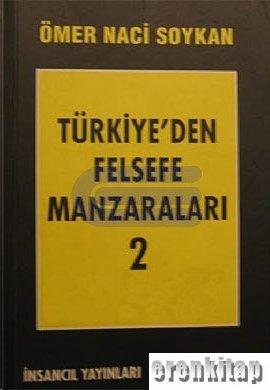 ÖMER NACİ SOYKAN
TÜRKİYE'DEN
FELSEFE
MANZARALARI
2
İNSANCIL YAYINLARI
erenkitap